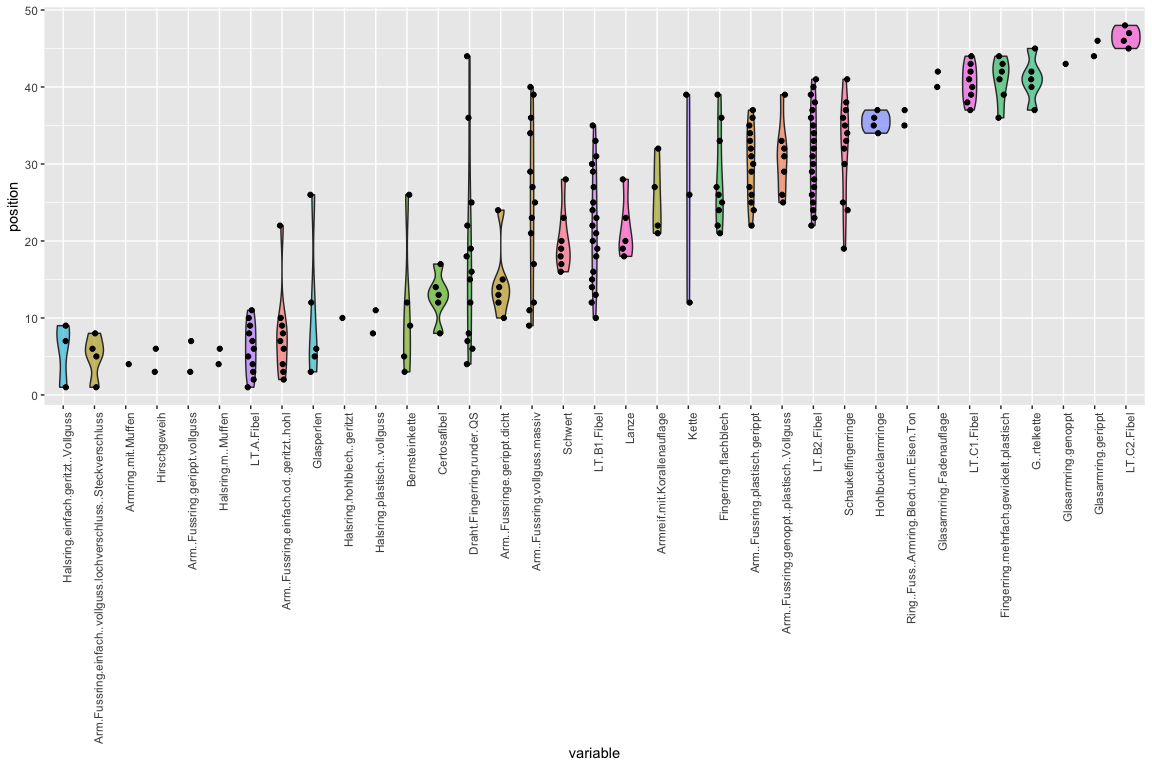 50
40
30
20
10
0
position
Halsring.einfach.geritzt..Vollguss
Arm.Fussring.einfach..vollguss.lochverschluss..Steckverschluss
Armring.mit.Muffen
Hirschgeweih
Arm..Fussring.gerippt.vollguss
Halsring.m..Muffen
LT.A.Fibel
Arm..Fussring.einfach.od..geritzt.hohl
Glasperlen
Halsring.hohlblech..geritzt
Halsring.plastisch..vollguss
Bernsteinkette
Certosafibel
Draht.Fingerring.runder.QS
Arm..Fussringe.gerippt.dicht
Arm..Fussring.vollguss.massiv
Schwert
LT.B1.Fibel
Lanze
Armreif.mit.Korallenauflage
Kette
Fingerring.flachblech
Arm..Fussring.plastisch.gerippt
Arm..Fussring.genoppt..plastisch..Vollguss
LT.B2.Fibel
Schaukelfingerringe
Hohlbuckelarmringe
Ring..Fuss..Armring.Blech.um.Eisen.Ton
Glasarmring.Fadenauflage
LT.C1.Fibel
Fingerring.mehrfach.gewickelt.plastisch
G..rtelkette
Glasarmring.genoppt
Glasarmring.gerippt
LT.C2.Fibel
variable